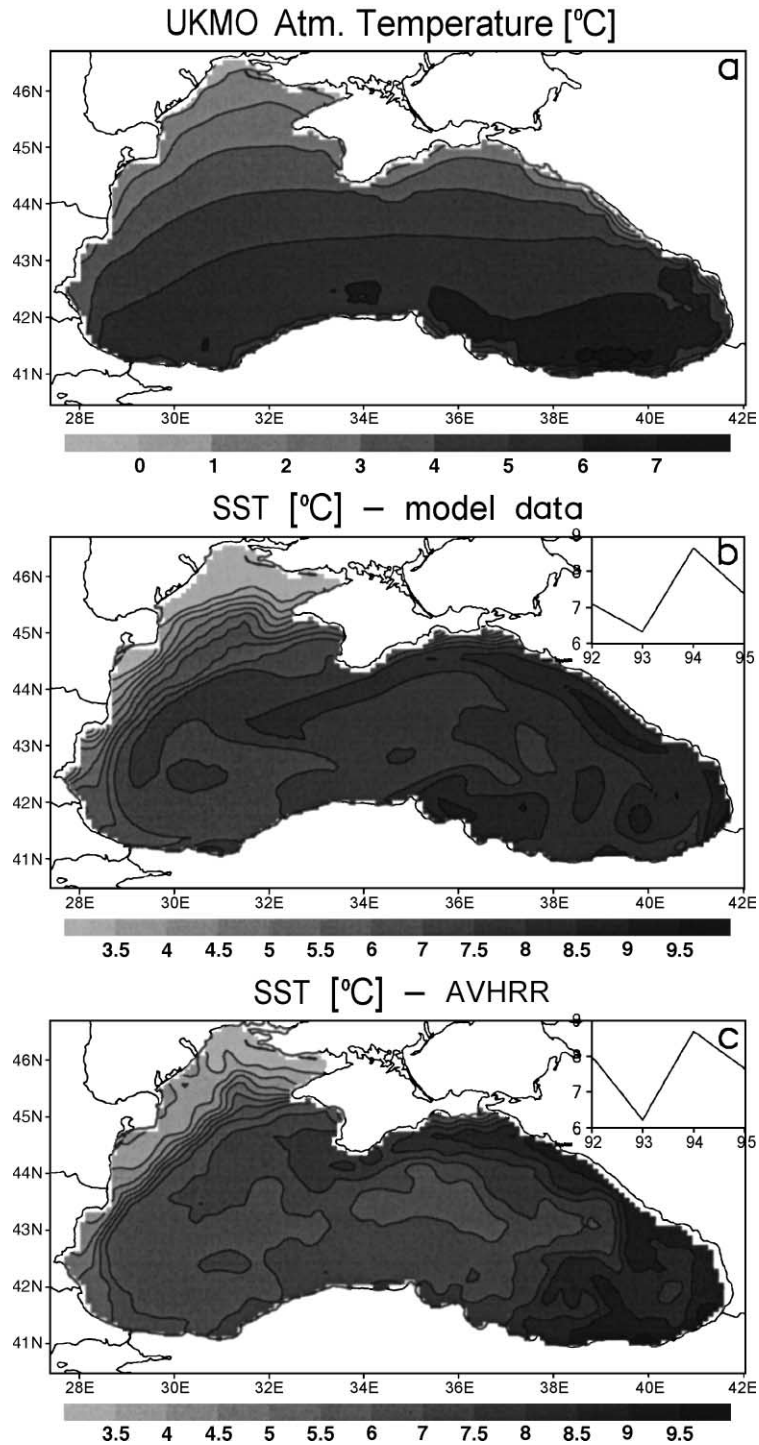 UKMO Atm. Temperature [ºC]
a
46N
45N
44N
43N
42N
41N
28E 30E 32E 34E 36E 38E 40E 42E
0 1 2 3 4 5 6 7
SST [ºC] – model data
b
9
8
7
6
92 93 94 95
46N
45N
44N
43N
42N
41N
28E 30E 32E 34E 36E 38E 40E 42E
3.5 4 4.5 5 5.5 6 7 7.5 8 8.5 9 9.5
SST [ºC] – AVHRR
c
9
8
7
6
92 93 94 95
46N
45N
44N
43N
42N
41N
28E 30E 32E 34E 36E 38E 40E 42E
3.5 4 4.5 5 5.5 6 7 7.5 8 8.5 9 9.5